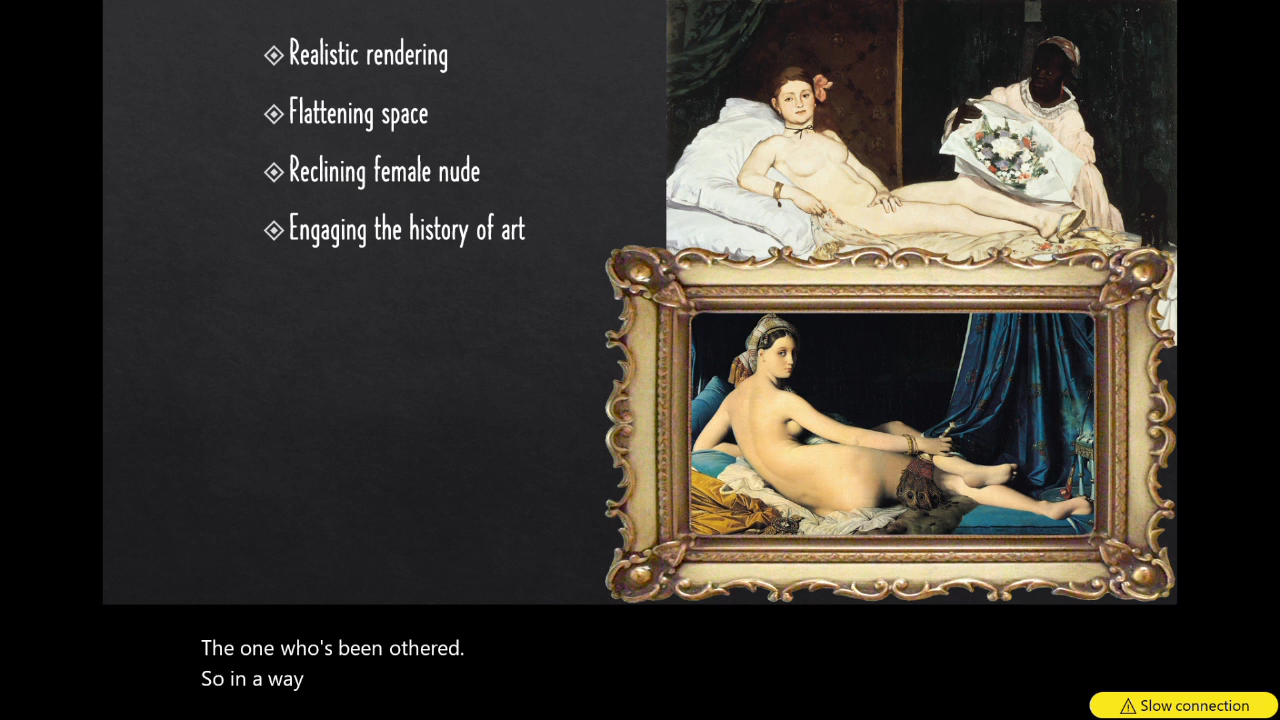 Realistic rendering
Flattening space
Reclining female nude
Engaging the history of art
The one who's been othered.
So in a way
Slow connection